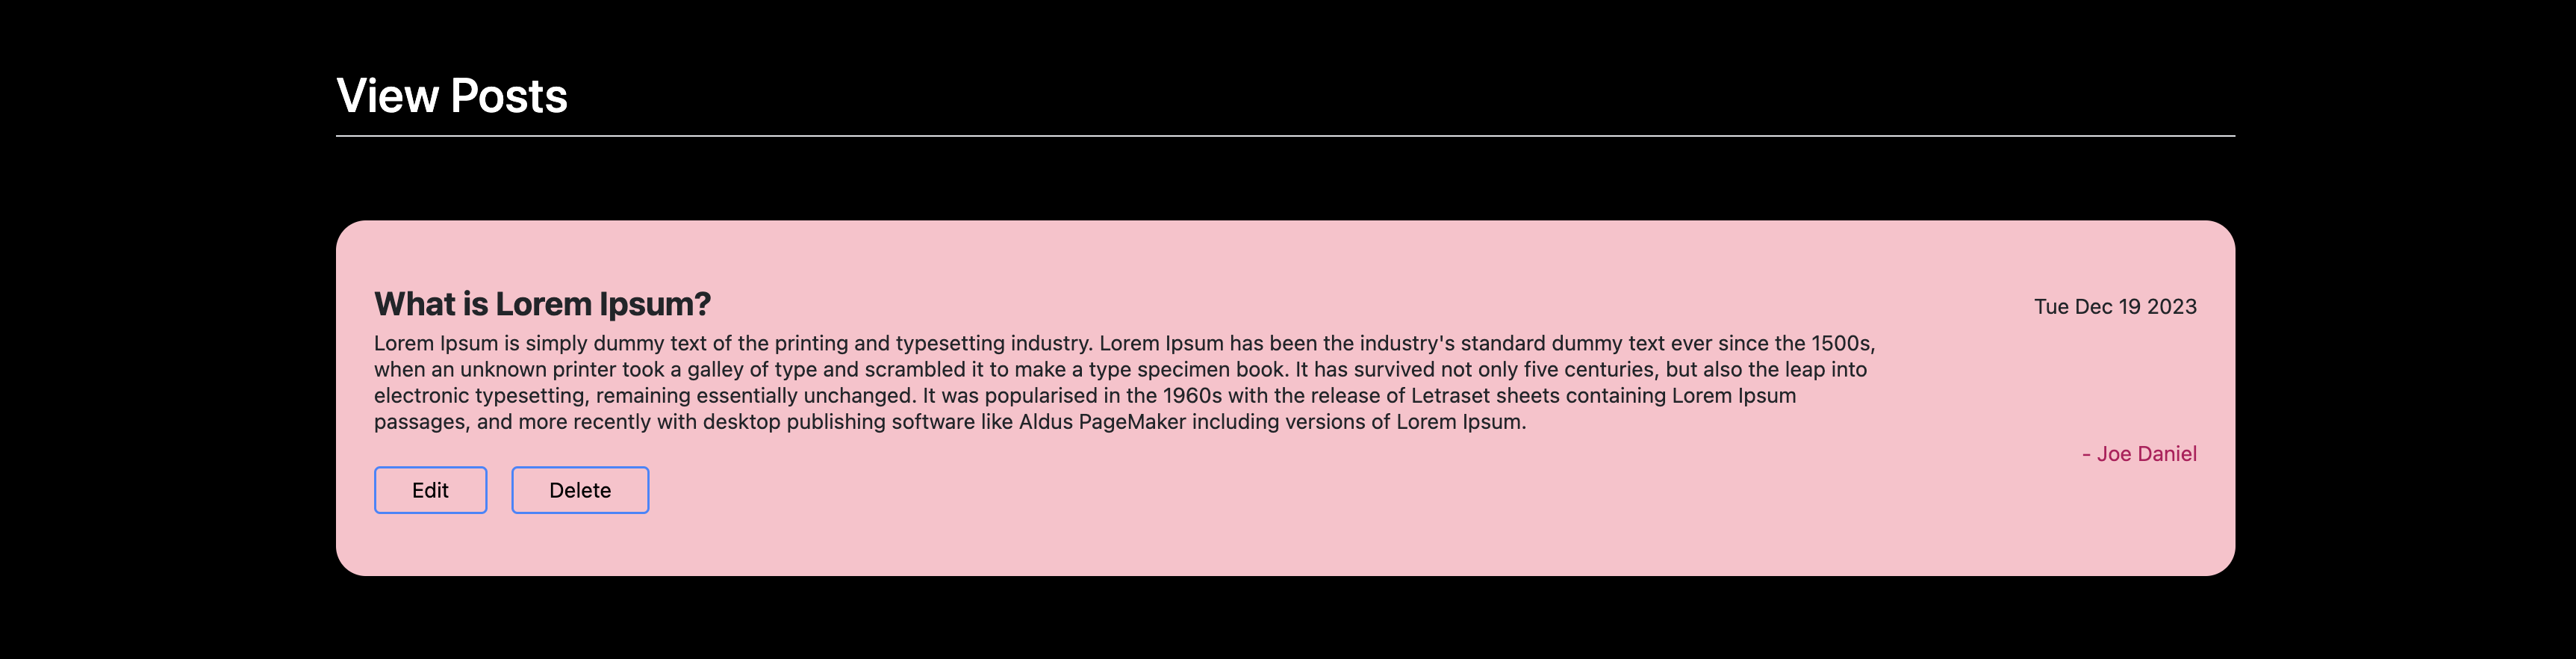 View Posts
What is Lorem Ipsum?
Tue Dec 19 2023
Lorem Ipsum is simply dummy text of the printing and typesetting industry. Lorem Ipsum has been the industry's standard dummy text ever since the 1500s,
when an unknown printer took a galley of type and scrambled it to make a type specimen book. It has survived not only five centuries, but also the leap into
electronic typesetting, remaining essentially unchanged. It was popularised in the 1960s with the release of Letraset sheets containing Lorem Ipsum
passages, and more recently with desktop publishing software like Aldus PageMaker including versions of Lorem Ipsum.
- Joe Daniel
Edit
Delete